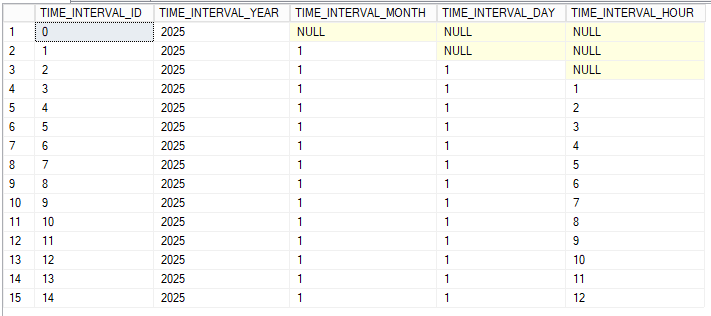 TIME_INTERVAL_ID TIME_INTERVAL_YEAR TIME_INTERVAL_MONTH TIME_INTERVAL_DAY TIME_INTERVAL_HOUR
1 0 2025 NULL NULL NULL
2 1 2025 1 NULL NULL
3 2 2025 1 1 NULL
4 3 2025 1 1 1
5 4 2025 1 1 2
6 5 2025 1 1 3
7 6 2025 1 1 4
8 7 2025 1 1 5
9 8 2025 1 1 6
10 9 2025 1 1 7
11 10 2025 1 1 8
12 11 2025 1 1 9
13 12 2025 1 1 10
14 13 2025 1 1 11
15 14 2025 1 1 12